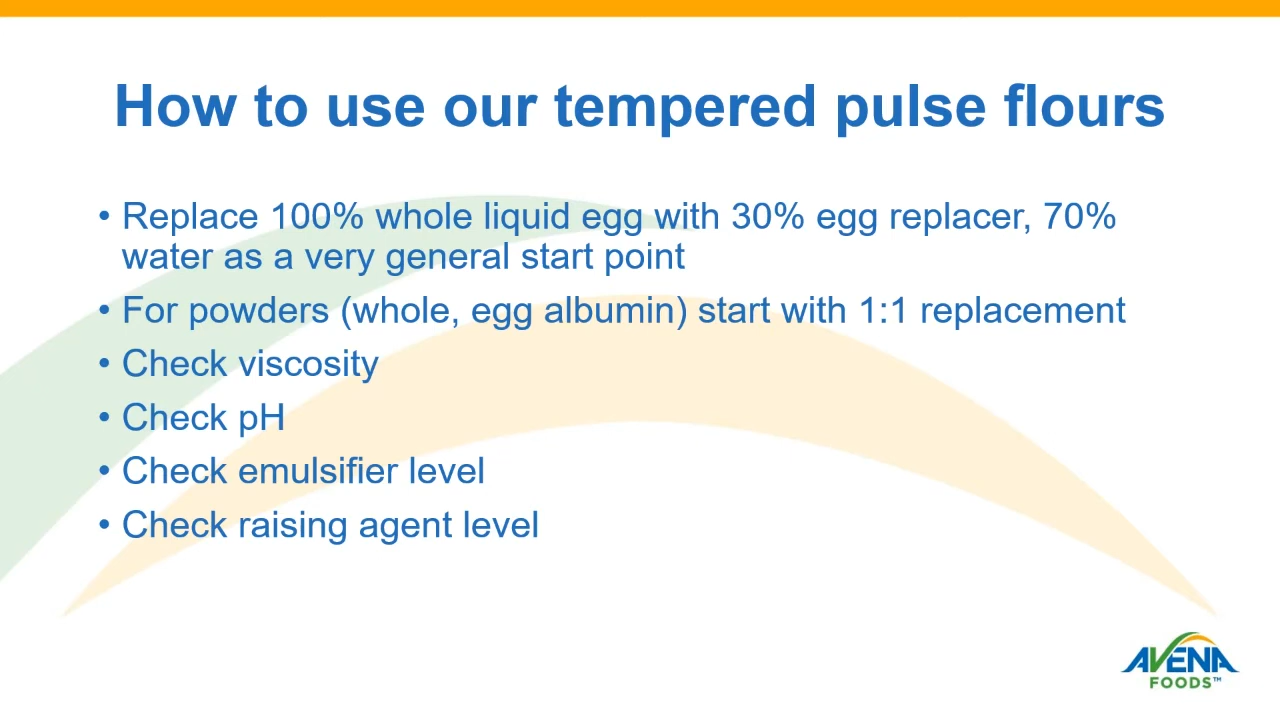 How to use our tempered pulse flours
• Replace 100% whole liquid egg with 30% egg replacer, 70%
water as a very general start point
• For powders (whole, egg albumin) start with 1:1 replacement
• Check viscosity
• Check pH
• Check emulsifier level
• Check raising agent level
AVENA
FOODS™